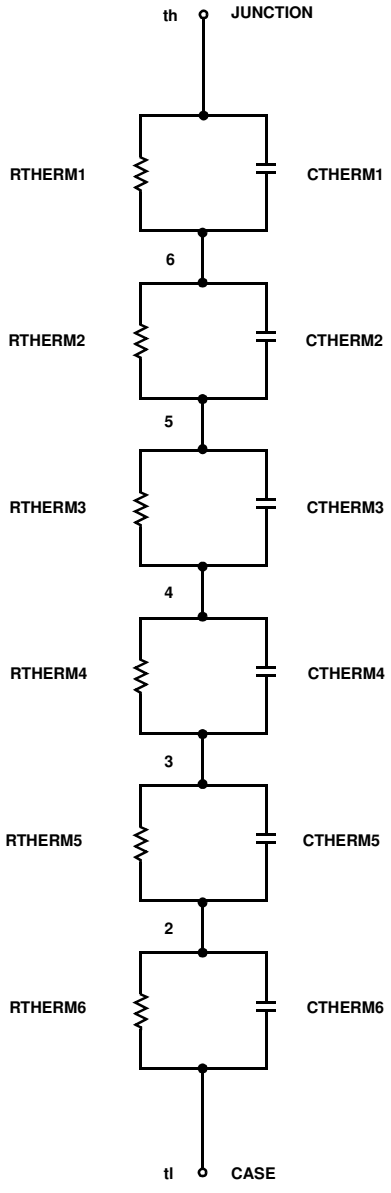 th JUNCTION
RTHERM1 CTHERM1
6
RTHERM2 CTHERM2
5
RTHERM3 CTHERM3
4
RTHERM4 CTHERM4
3
RTHERM5 CTHERM5
2
RTHERM6 CTHERM6
tl CASE